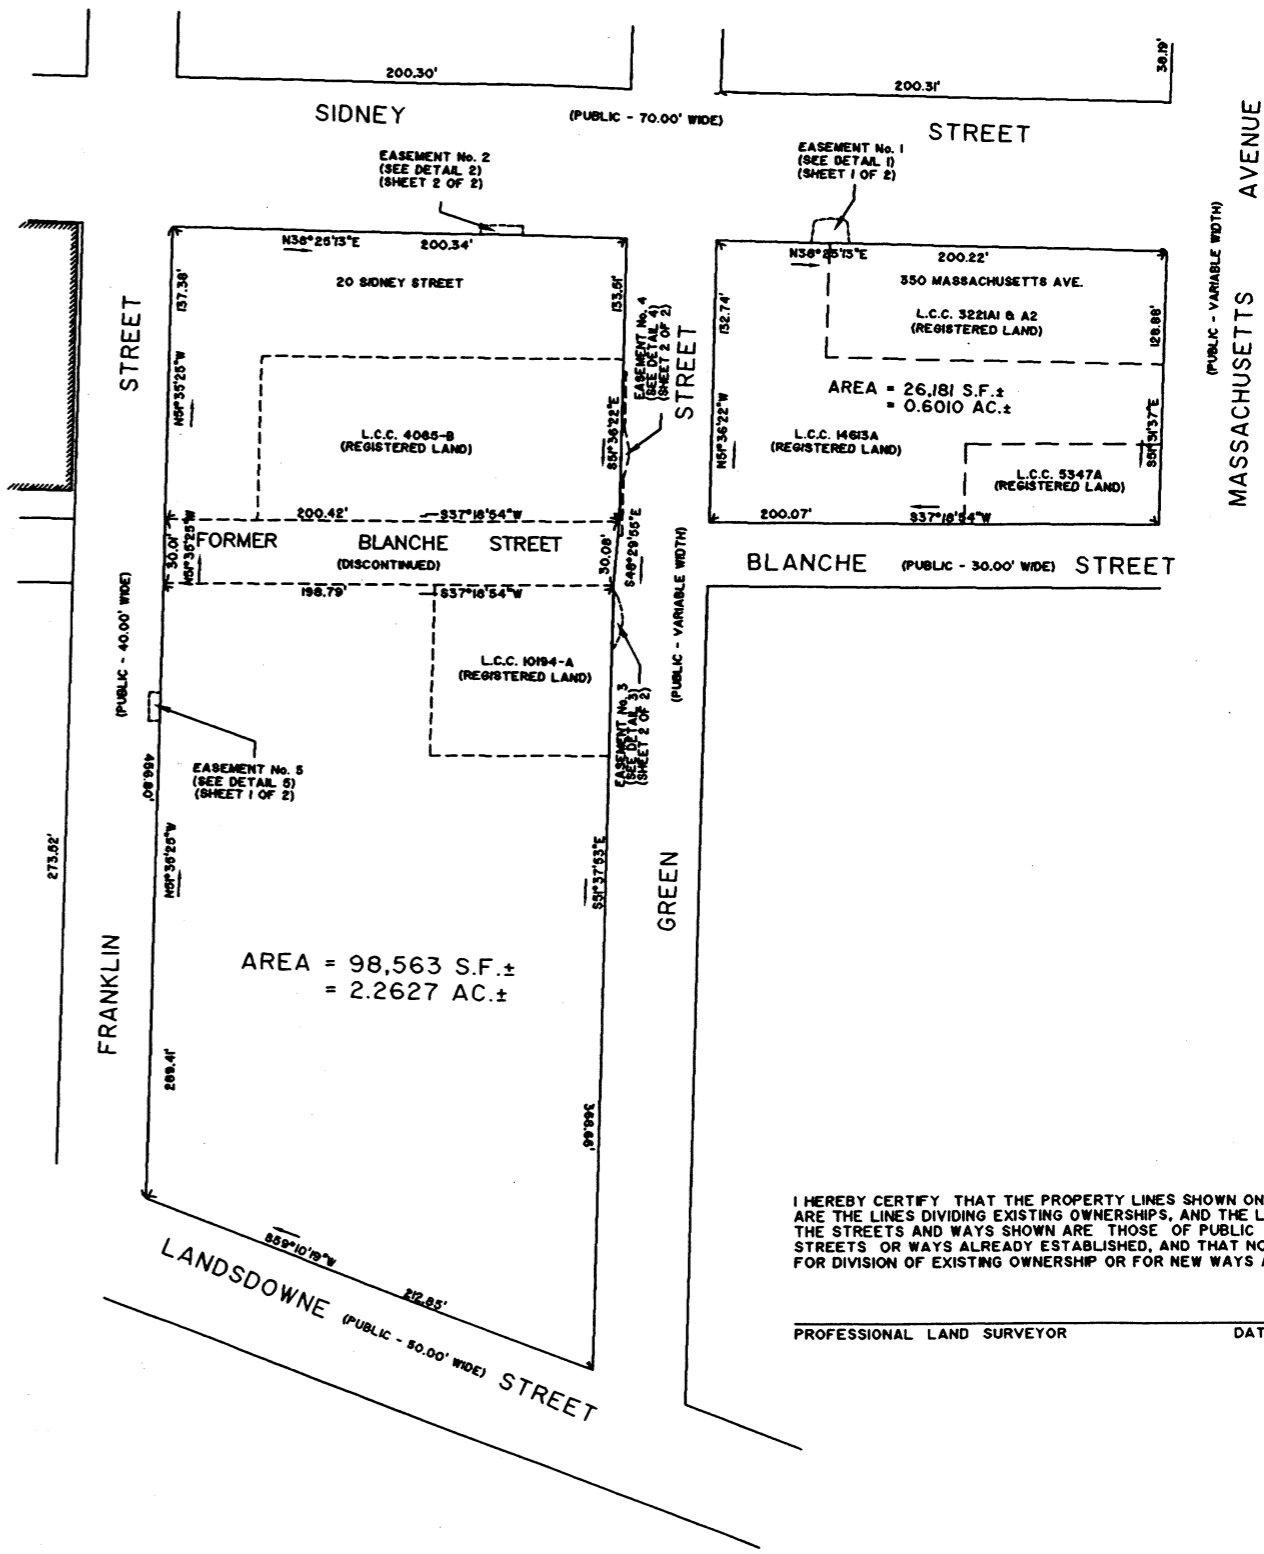 200.30'
200.31'
38.19'
SIDNEY
(PUBLIC - 70.00' WIDE)
STREET
MASSACHUSETTS AVENUE
(PUBLIC - VARIABLE WIDTH)
EASEMENT No. 2
(SEE DETAIL 2)
(SHEET 2 OF 2)
EASEMENT No. 1
(SEE DETAIL 1)
(SHEET 1 OF 2)
N38°25'13"E
200.34'
20 SIDNEY STREET
137.38'
133.61'
N51°35'25"W
EASEMENT No. 4
(SEE DETAIL 4)
(SHEET 2 OF 2)
S51°36'22"E
L.C.C. 4065-B
(REGISTERED LAND)
N38°25'13"E
200.22'
350 MASSACHUSETTS AVE.
132.74'
L.C.C. 3221A1 & A2
(REGISTERED LAND)
128.88'
AREA = 26,181 S.F.±
= 0.6010 AC.±
N51°36'22"W
L.C.C. 14613A
(REGISTERED LAND)
S51°31'37"E
L.C.C. 5347A
(REGISTERED LAND)
200.07'
S37°18'54"W
200.42'
S37°18'54"W
30.01'
N51°35'25"W
FORMER BLANCHE STREET
(DISCONTINUED)
30.08'
S48°29'55"E
198.79'
S37°18'54"W
BLANCHE (PUBLIC - 30.00' WIDE) STREET
L.C.C. 10194-A
(REGISTERED LAND)
EASEMENT No. 3
(SEE DETAIL 3)
(SHEET 2 OF 2)
GREEN STREET
(PUBLIC - VARIABLE WIDTH)
FRANKLIN STREET
(PUBLIC - 40.00' WIDE)
EASEMENT No. 5
(SEE DETAIL 5)
(SHEET 1 OF 2)
456.80'
273.52'
N51°35'25"W
S51°37'53"E
AREA = 98,563 S.F.±
= 2.2627 AC.±
289.41'
366.66'
S59°10'19"W
212.85'
LANDSDOWNE (PUBLIC - 50.00' WIDE) STREET
I HEREBY CERTIFY THAT THE PROPERTY LINES SHOWN ON
ARE THE LINES DIVIDING EXISTING OWNERSHIPS, AND THE L
THE STREETS AND WAYS SHOWN ARE THOSE OF PUBLIC
STREETS OR WAYS ALREADY ESTABLISHED, AND THAT NO
FOR DIVISION OF EXISTING OWNERSHIP OR FOR NEW WAYS
PROFESSIONAL LAND SURVEYOR DAT